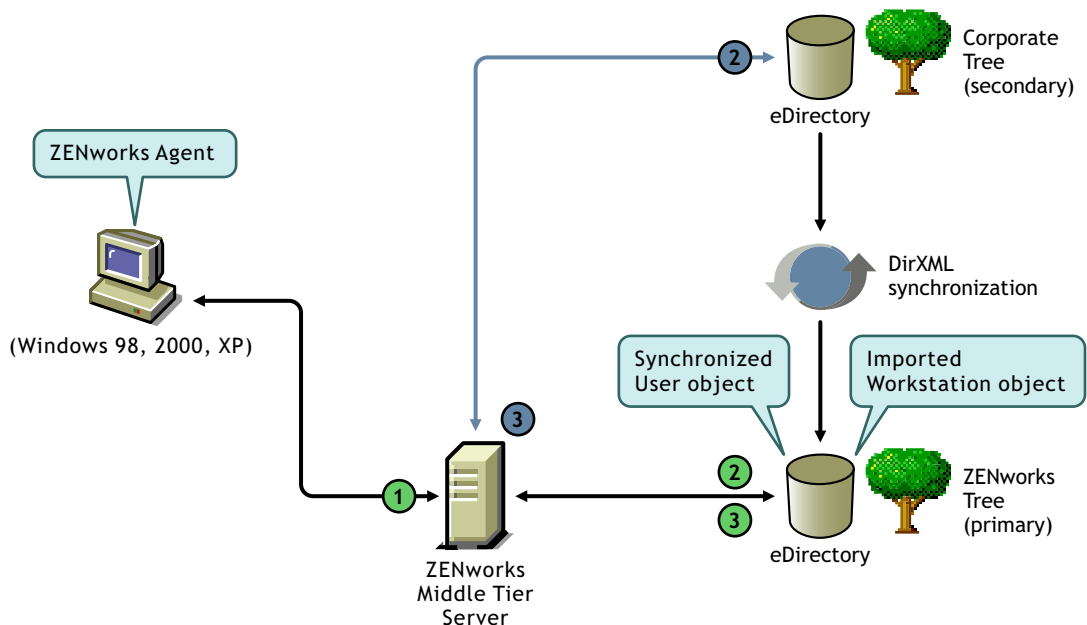 2
Corporate
Tree
(secondary)
eDirectory
ZENworks Agent
DirXML
synchronization
(Windows 98, 2000, XP)
Synchronized
User object
Imported
Workstation object
3
1
2
3
ZENworks
Tree
(primary)
eDirectory
ZENworks
Middle Tier
Server